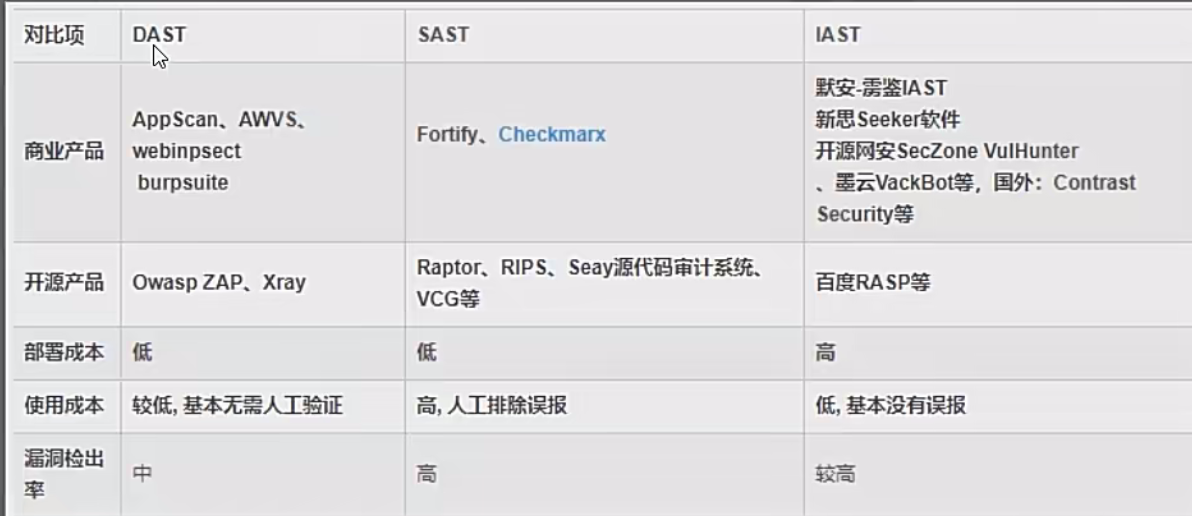 对比项 DAST SAST IAST
默安-雳鉴IAST
AppScan、AWVS、 新思Seeker软件
商业产品 webinpsect Fortify、Checkmarx 开源网安SecZone VulHunter
burpsuite 、墨云VackBot等，国外：Contrast
Security等
Raptor、RIPS、Seay源代码审计系统、
开源产品 Owasp ZAP、Xray 百度RASP等
VCG等
部署成本 低 低 高
使用成本 较低, 基本无需人工验证 高, 人工排除误报 低, 基本没有误报
漏洞检出
率 中 高 较高